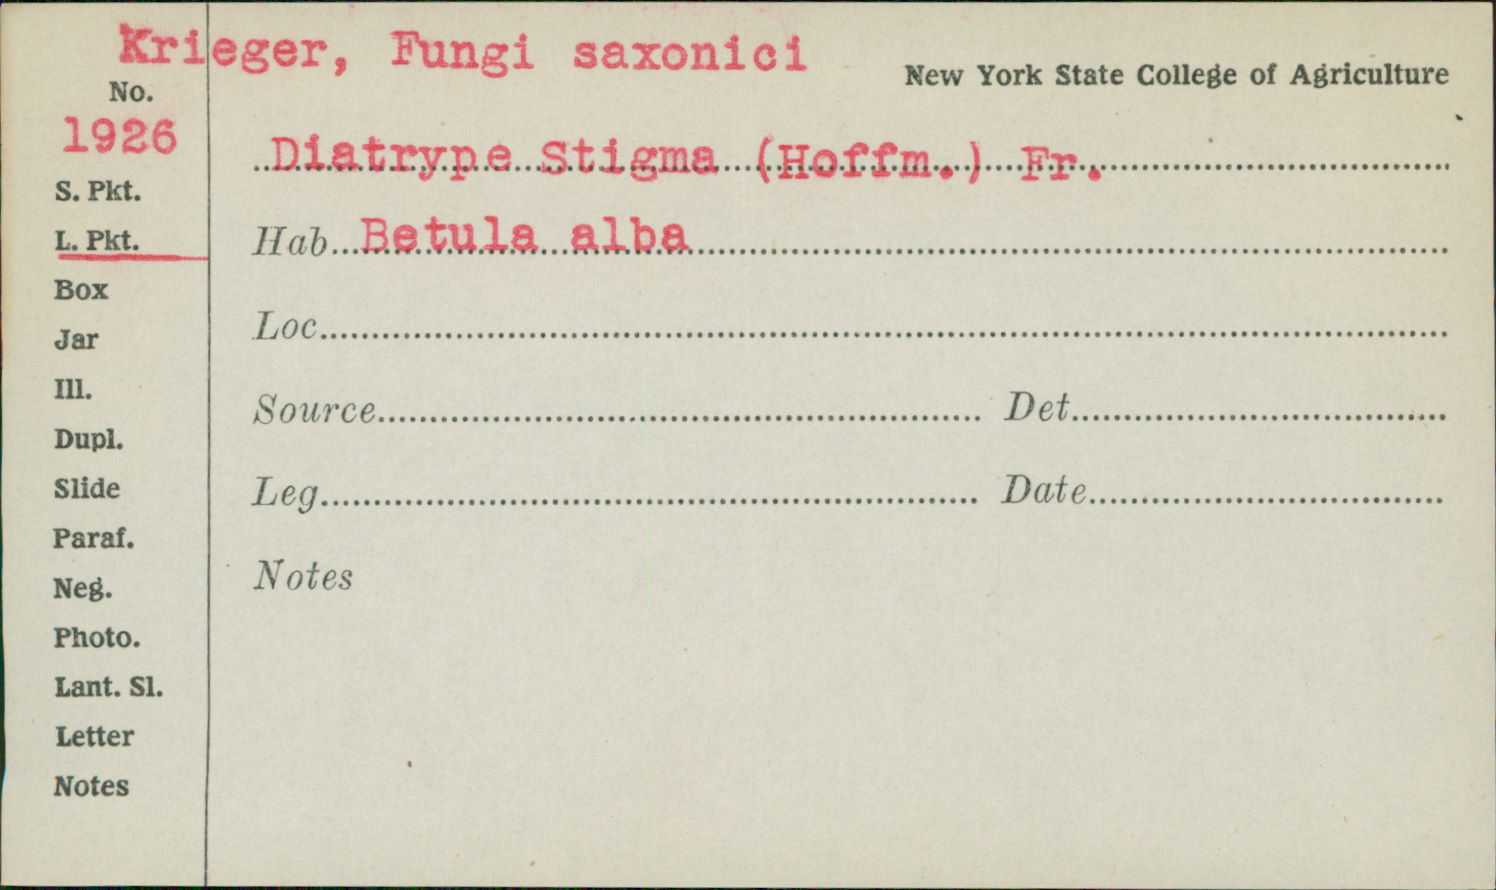 Krieger, Fungi saxonici
New York State College of Agriculture
No.
1926
Diatrype Stigma (Hoffm.) Fr.
S. Pkt.
L. Pkt.
Hab. Betula alba
Box
Loc.
Jar
Ill.
Source
Det.
Dupl.
Slide
Leg.
Date
Paraf.
Neg.
Notes
Photo.
Lant. Sl.
Letter
Notes